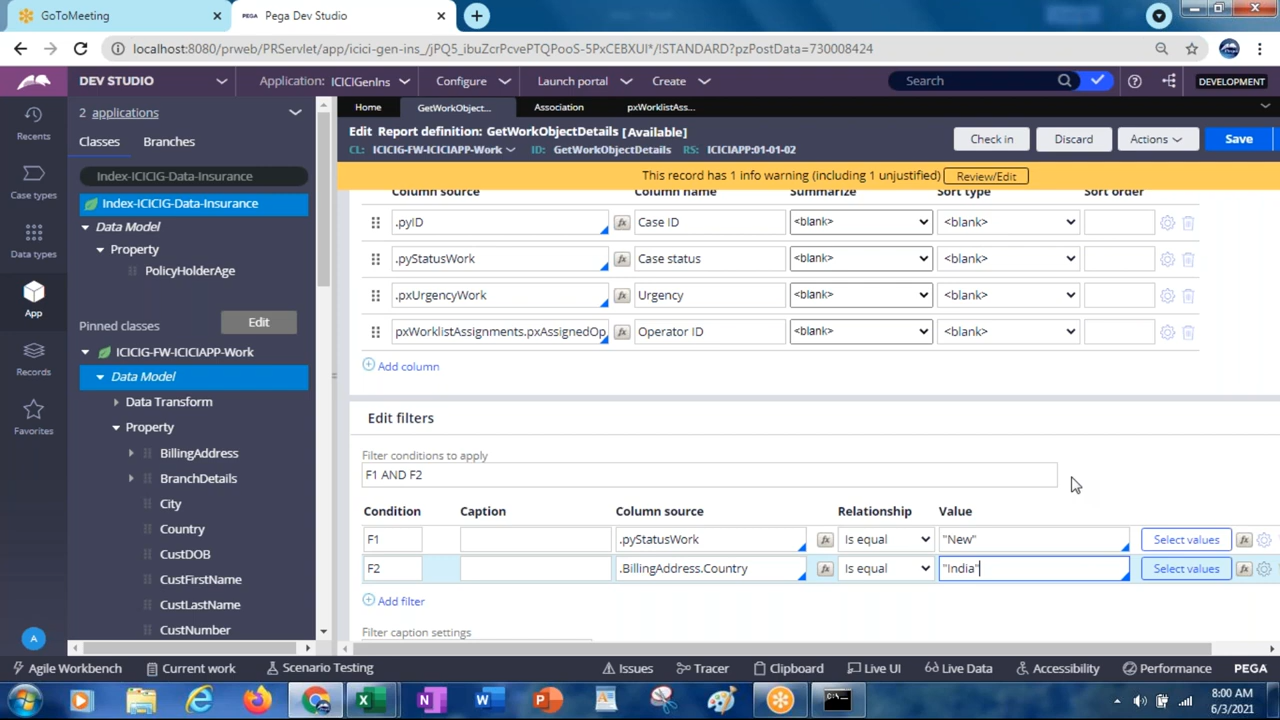 GoToMeeting
PEGA Pega Dev Studio
localhost:8080/prweb/PRServlet/app/icici-gen-ins_/jPQ5_ibuZcrPcvePTQPooS-5PxCEBXUI*/!STANDARD?pzPostData=730008424
DEV STUDIO
Application: ICICIGenIns
Configure
Launch portal
Create
Search
DEVELOPMENT
Recents
Case types
Data types
App
Records
Favorites
A
2 applications
Classes
Branches
Index-ICICIG-Data-Insurance
Index-ICICIG-Data-Insurance
Data Model
Property
PolicyHolderAge
Pinned classes
Edit
ICICIG-FW-ICICIAPP-Work
Data Model
Data Transform
Property
BillingAddress
BranchDetails
City
Country
CustDOB
CustFirstName
CustLastName
CustNumber
Home
GetWorkObject...
Association
pxWorklistAss...
Edit Report definition: GetWorkObjectDetails [Available]
CL: ICICIG-FW-ICICIAPP-Work ID: GetWorkObjectDetails RS: ICICIAPP:01-01-02
Check in
Discard
Actions
Save
This record has 1 info warning (including 1 unjustified) Review/Edit
Column source Column name Summarize Sort type Sort order
.pyID Case ID <blank> <blank>
.pyStatusWork Case status <blank> <blank>
.pxUrgencyWork Urgency <blank> <blank>
pxWorklistAssignments.pxAssignedOp Operator ID <blank> <blank>
Add column
Edit filters
Filter conditions to apply
F1 AND F2
Condition Caption Column source Relationship Value
F1 .pyStatusWork Is equal "New" Select values
F2 .BillingAddress.Country Is equal "India" Select values
Add filter
Filter caption settings
Agile Workbench
Current work
Scenario Testing
Issues
Tracer
Clipboard
Live UI
Live Data
Accessibility
Performance
PEGA
8:00 AM
6/3/2021